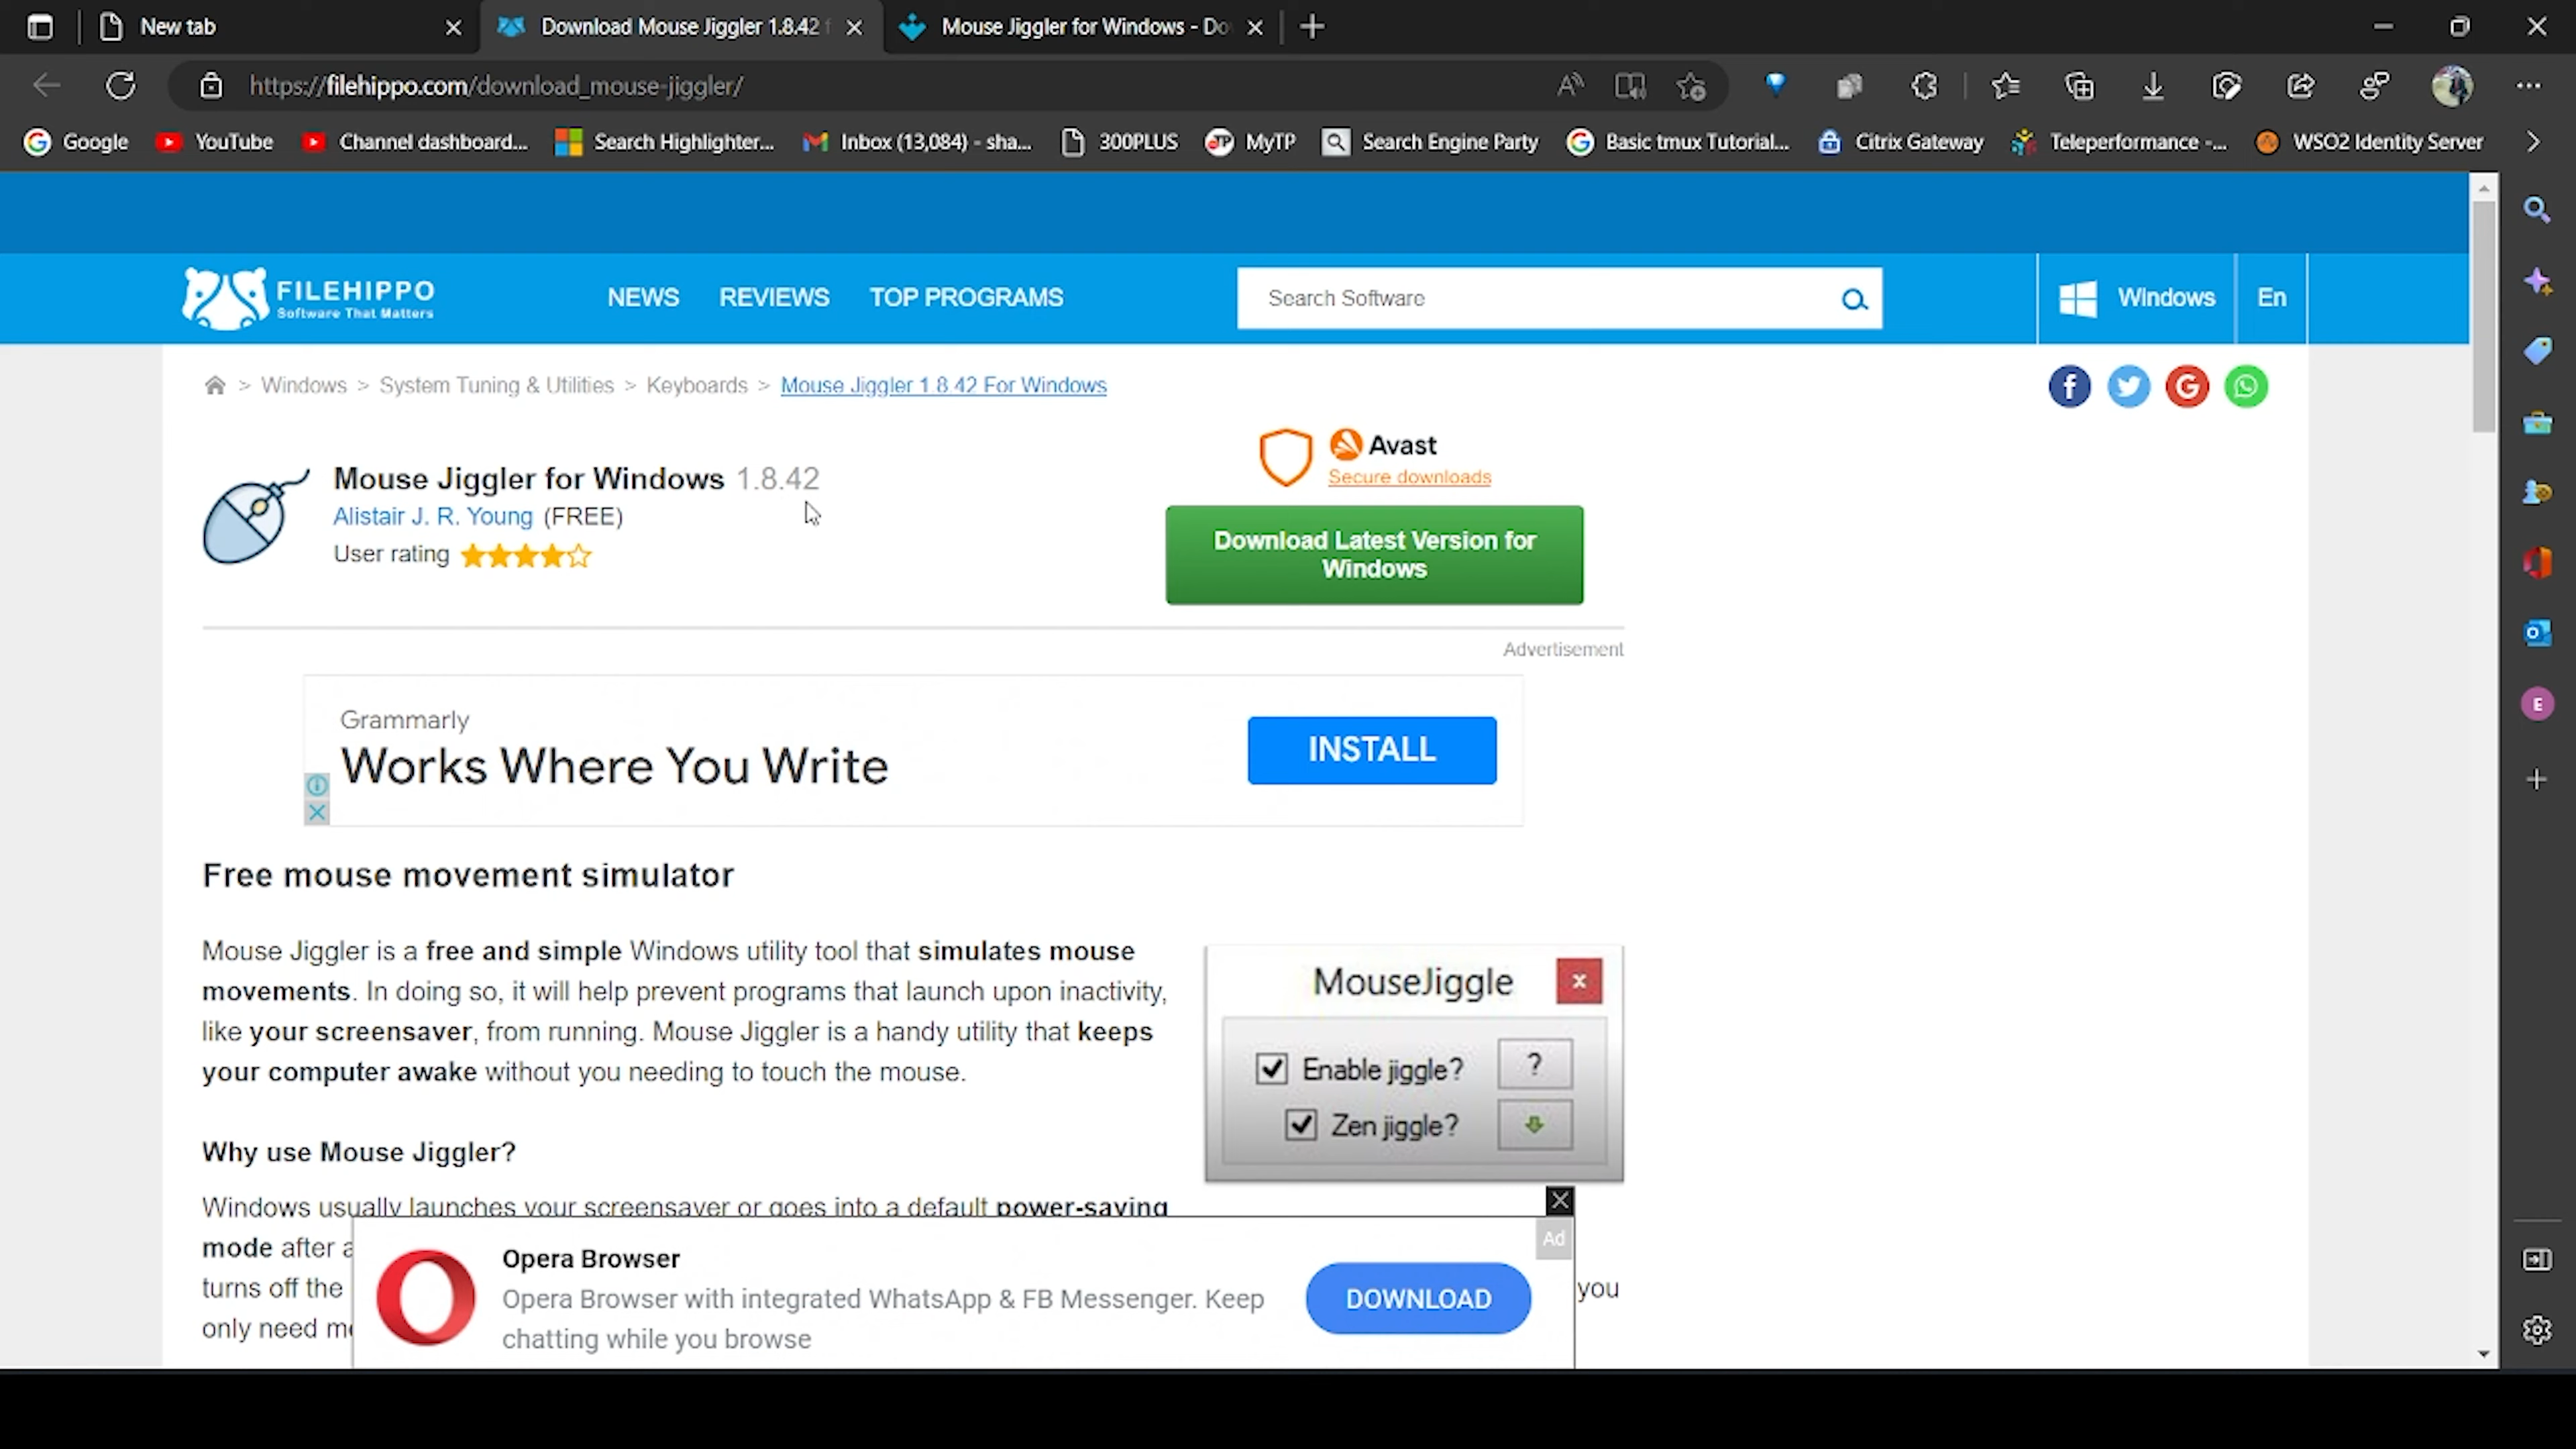 New tab
Download Mouse Jiggler 1.8.42 f
Mouse Jiggler for Windows - Do
https://filehippo.com/download_mouse-jiggler/
Google
YouTube
Channel dashboard...
Search Highlighter...
Inbox (13,084) - sha...
300PLUS
MyTP
Search Engine Party
Basic tmux Tutorial...
Citrix Gateway
Teleperformance -...
WSO2 Identity Server
FILEHIPPO
Software That Matters
NEWS
REVIEWS
TOP PROGRAMS
Search Software
Windows
En
> Windows > System Tuning & Utilities > Keyboards > Mouse Jiggler 1.8.42 For Windows
Mouse Jiggler for Windows 1.8.42
Alistair J. R. Young (FREE)
User rating
Avast
Secure downloads
Download Latest Version for
Windows
Advertisement
Grammarly
Works Where You Write
INSTALL
Free mouse movement simulator
Mouse Jiggler is a free and simple Windows utility tool that simulates mouse
movements. In doing so, it will help prevent programs that launch upon inactivity,
like your screensaver, from running. Mouse Jiggler is a handy utility that keeps
your computer awake without you needing to touch the mouse.
MouseJiggle
x
Enable jiggle?
?
Zen jiggle?
Why use Mouse Jiggler?
Windows usually launches your screensaver or goes into a default power-saving
mode after a
turns off the
you
only need m
Ad
Opera Browser
Opera Browser with integrated WhatsApp & FB Messenger. Keep
chatting while you browse
DOWNLOAD
E